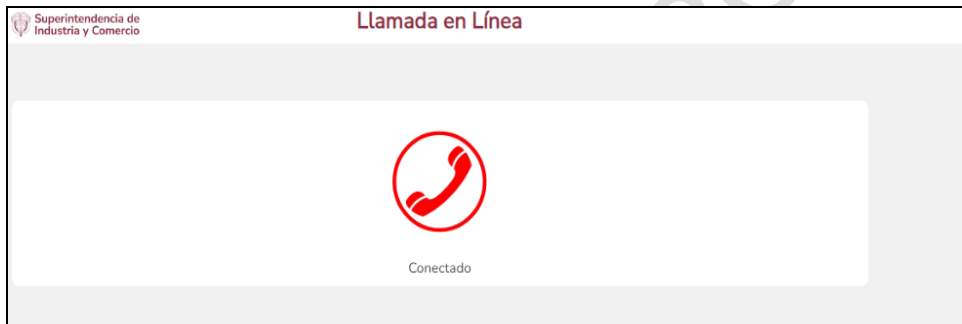 Superintendencia de
Industria y Comercio
Llamada en Línea
Conectado